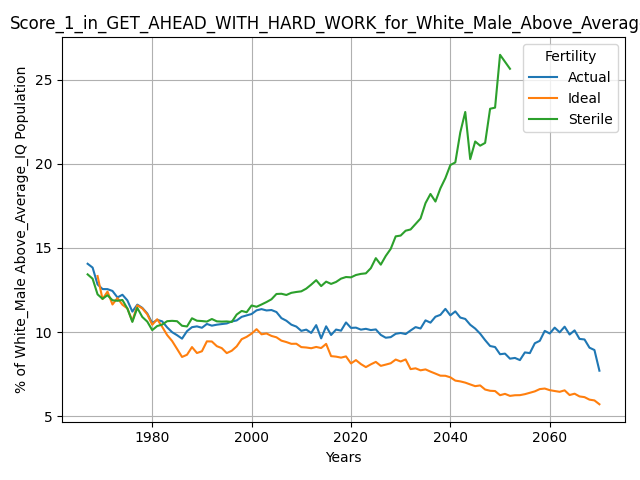 Score_1_in_GET_AHEAD_WITH_HARD_WORK_for_White_Male_Above_Averag
Fertility
Actual
Ideal
Sterile
% of White_Male Above_Average_IQ Population
25
20
15
10
5
1980 2000 2020 2040 2060
Years